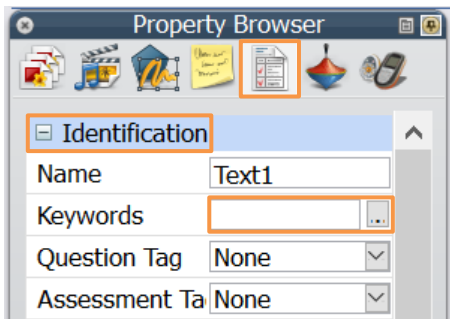 Property Browser
Identification
Name Text1
Keywords ...
Question Tag None
Assessment Ta None